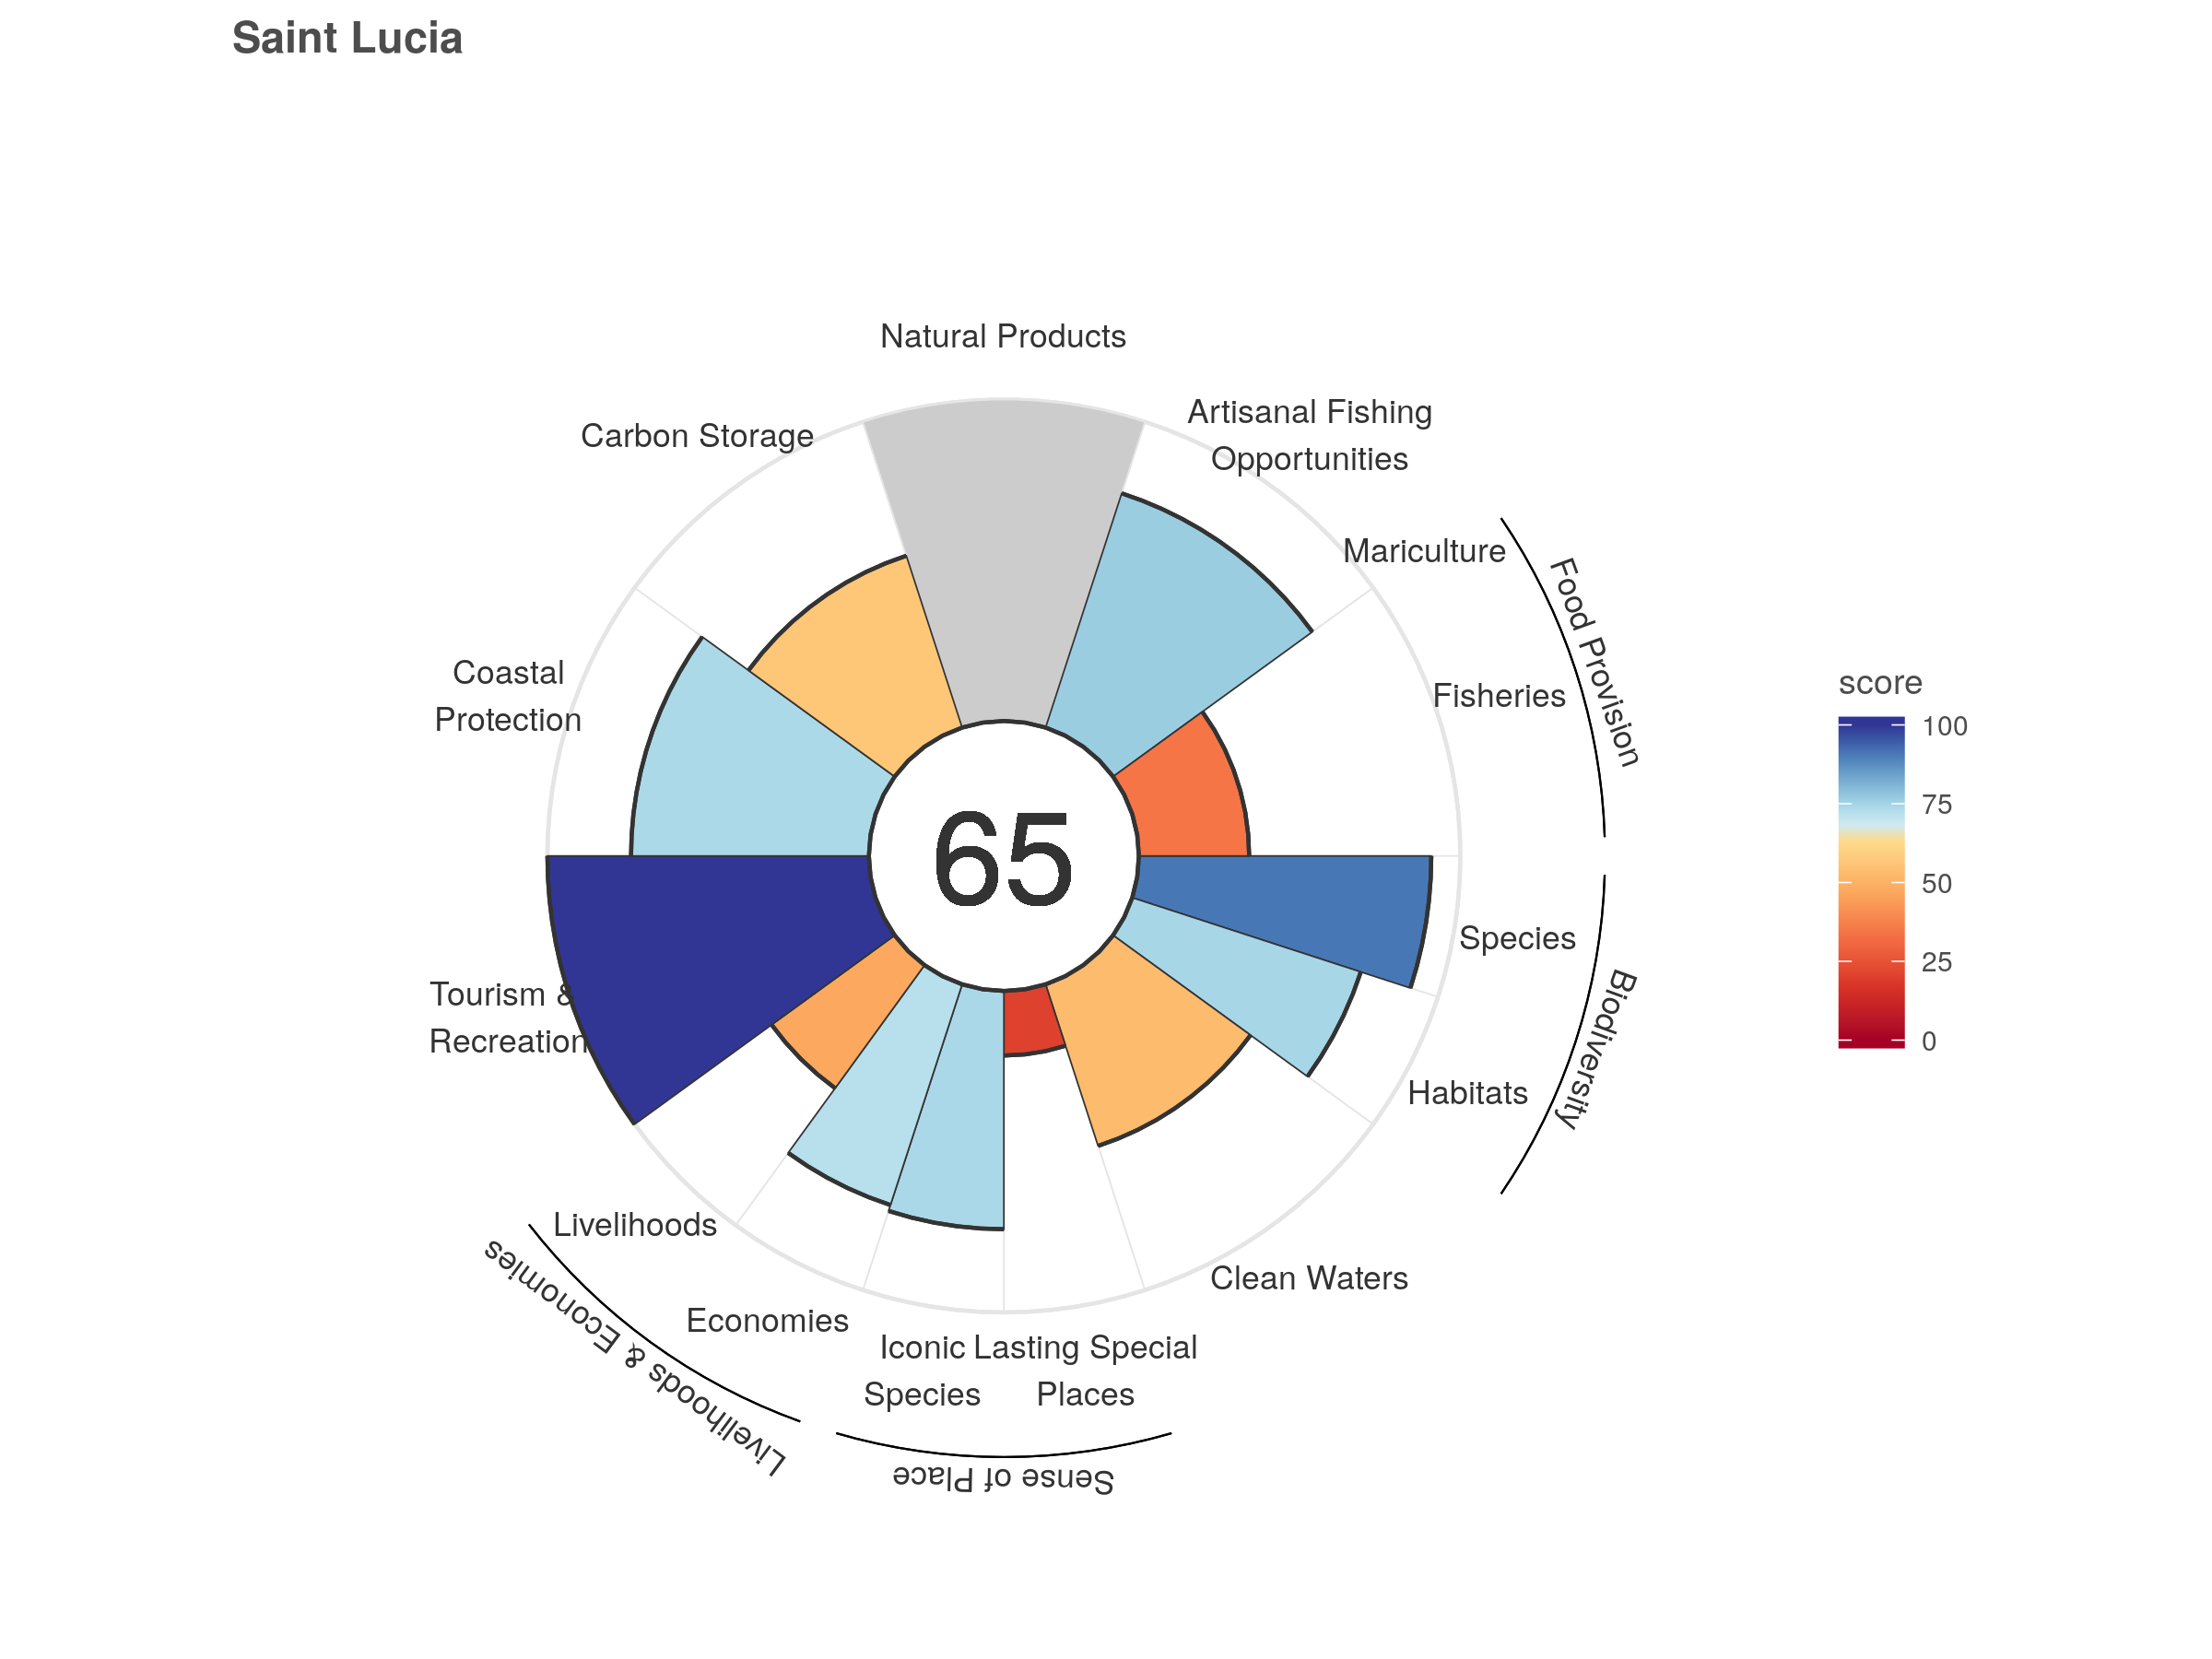 Saint Lucia
Natural Products
Artisanal Fishing
Opportunities
Carbon Storage
Mariculture
Food Provision
Fisheries
Coastal
Protection
score
100
75
50
25
0
65
Species
Biodiversity
Habitats
Tourism &
Recreation
Livelihoods
Livelihoods & Economies
Economies
Clean Waters
Iconic
Species
Lasting Special
Places
Sense of Place